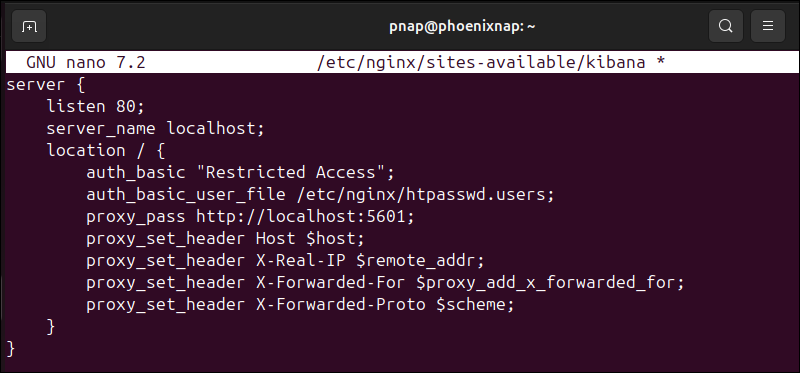 pnap@phoenixnap: ~
GNU nano 7.2 /etc/nginx/sites-available/kibana *
server {
    listen 80;
    server_name localhost;
    location / {
        auth_basic "Restricted Access";
        auth_basic_user_file /etc/nginx/htpasswd.users;
        proxy_pass http://localhost:5601;
        proxy_set_header Host $host;
        proxy_set_header X-Real-IP $remote_addr;
        proxy_set_header X-Forwarded-For $proxy_add_x_forwarded_for;
        proxy_set_header X-Forwarded-Proto $scheme;
    }
}